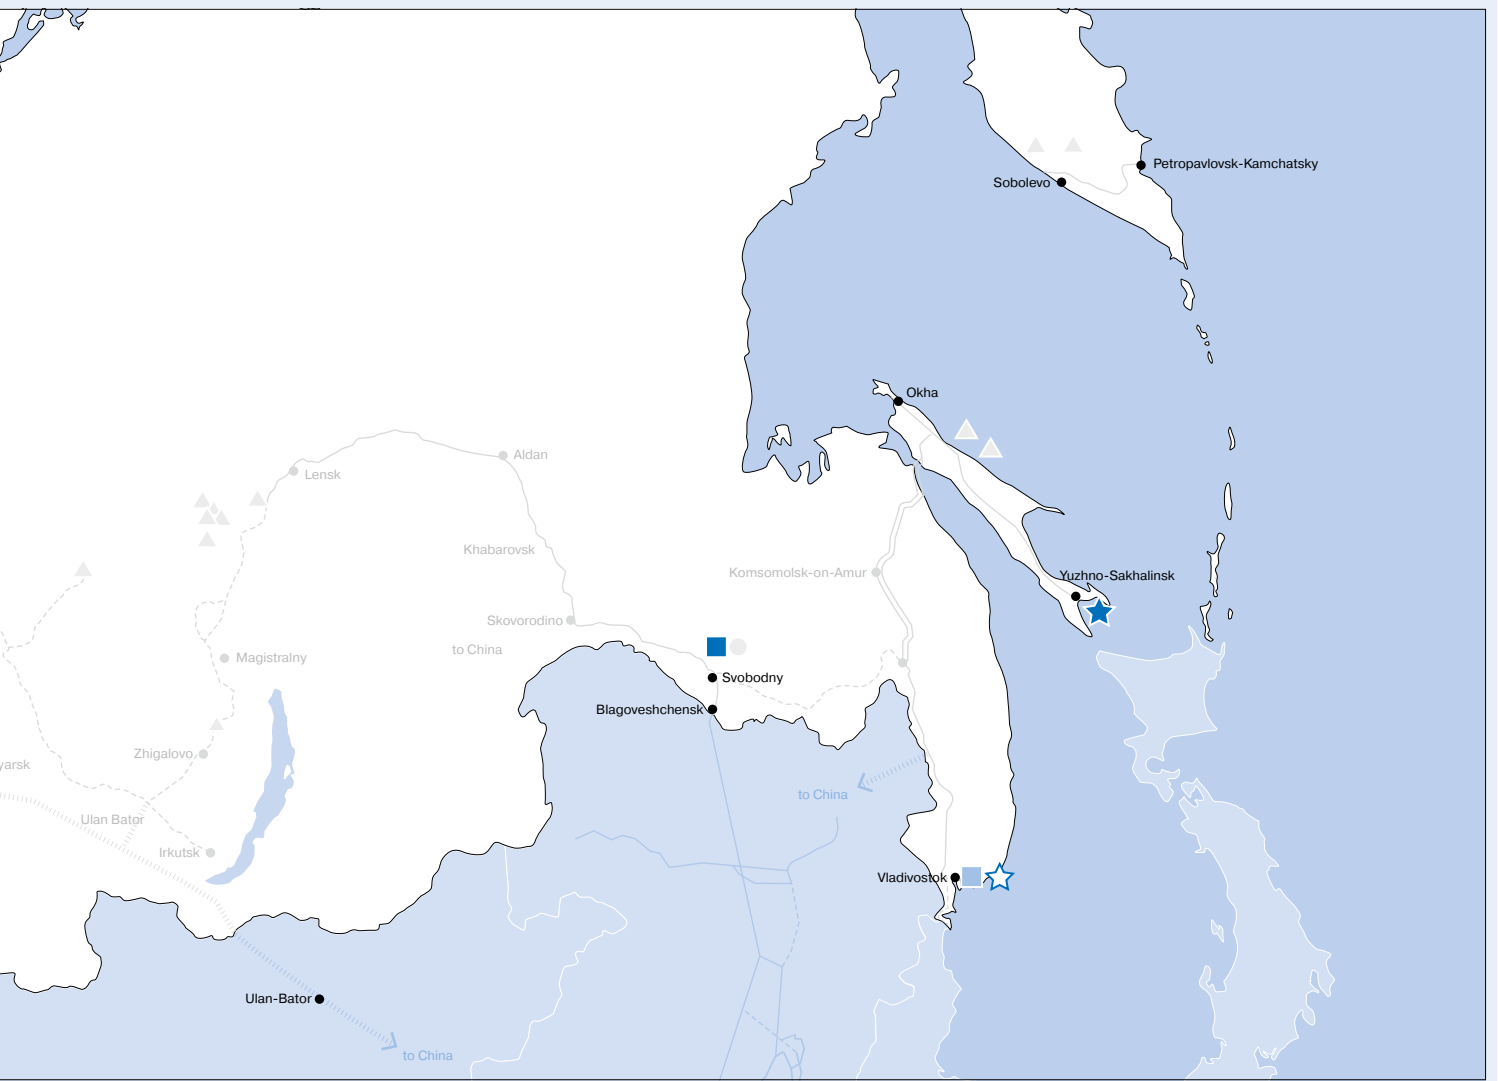 Petropavlovsk-Kamchatsky
Sobolevo
Okha
Aldan
Lensk
Khabarovsk
Komsomolsk-on-Amur
Yuzhno-Sakhalinsk
Skovorodino
to China
Magistralny
Svobodny
Blagoveshchensk
Zhigalovo
yarsk
to China
Ulan Bator
Irkutsk
Vladivostok
Ulan-Bator
to China